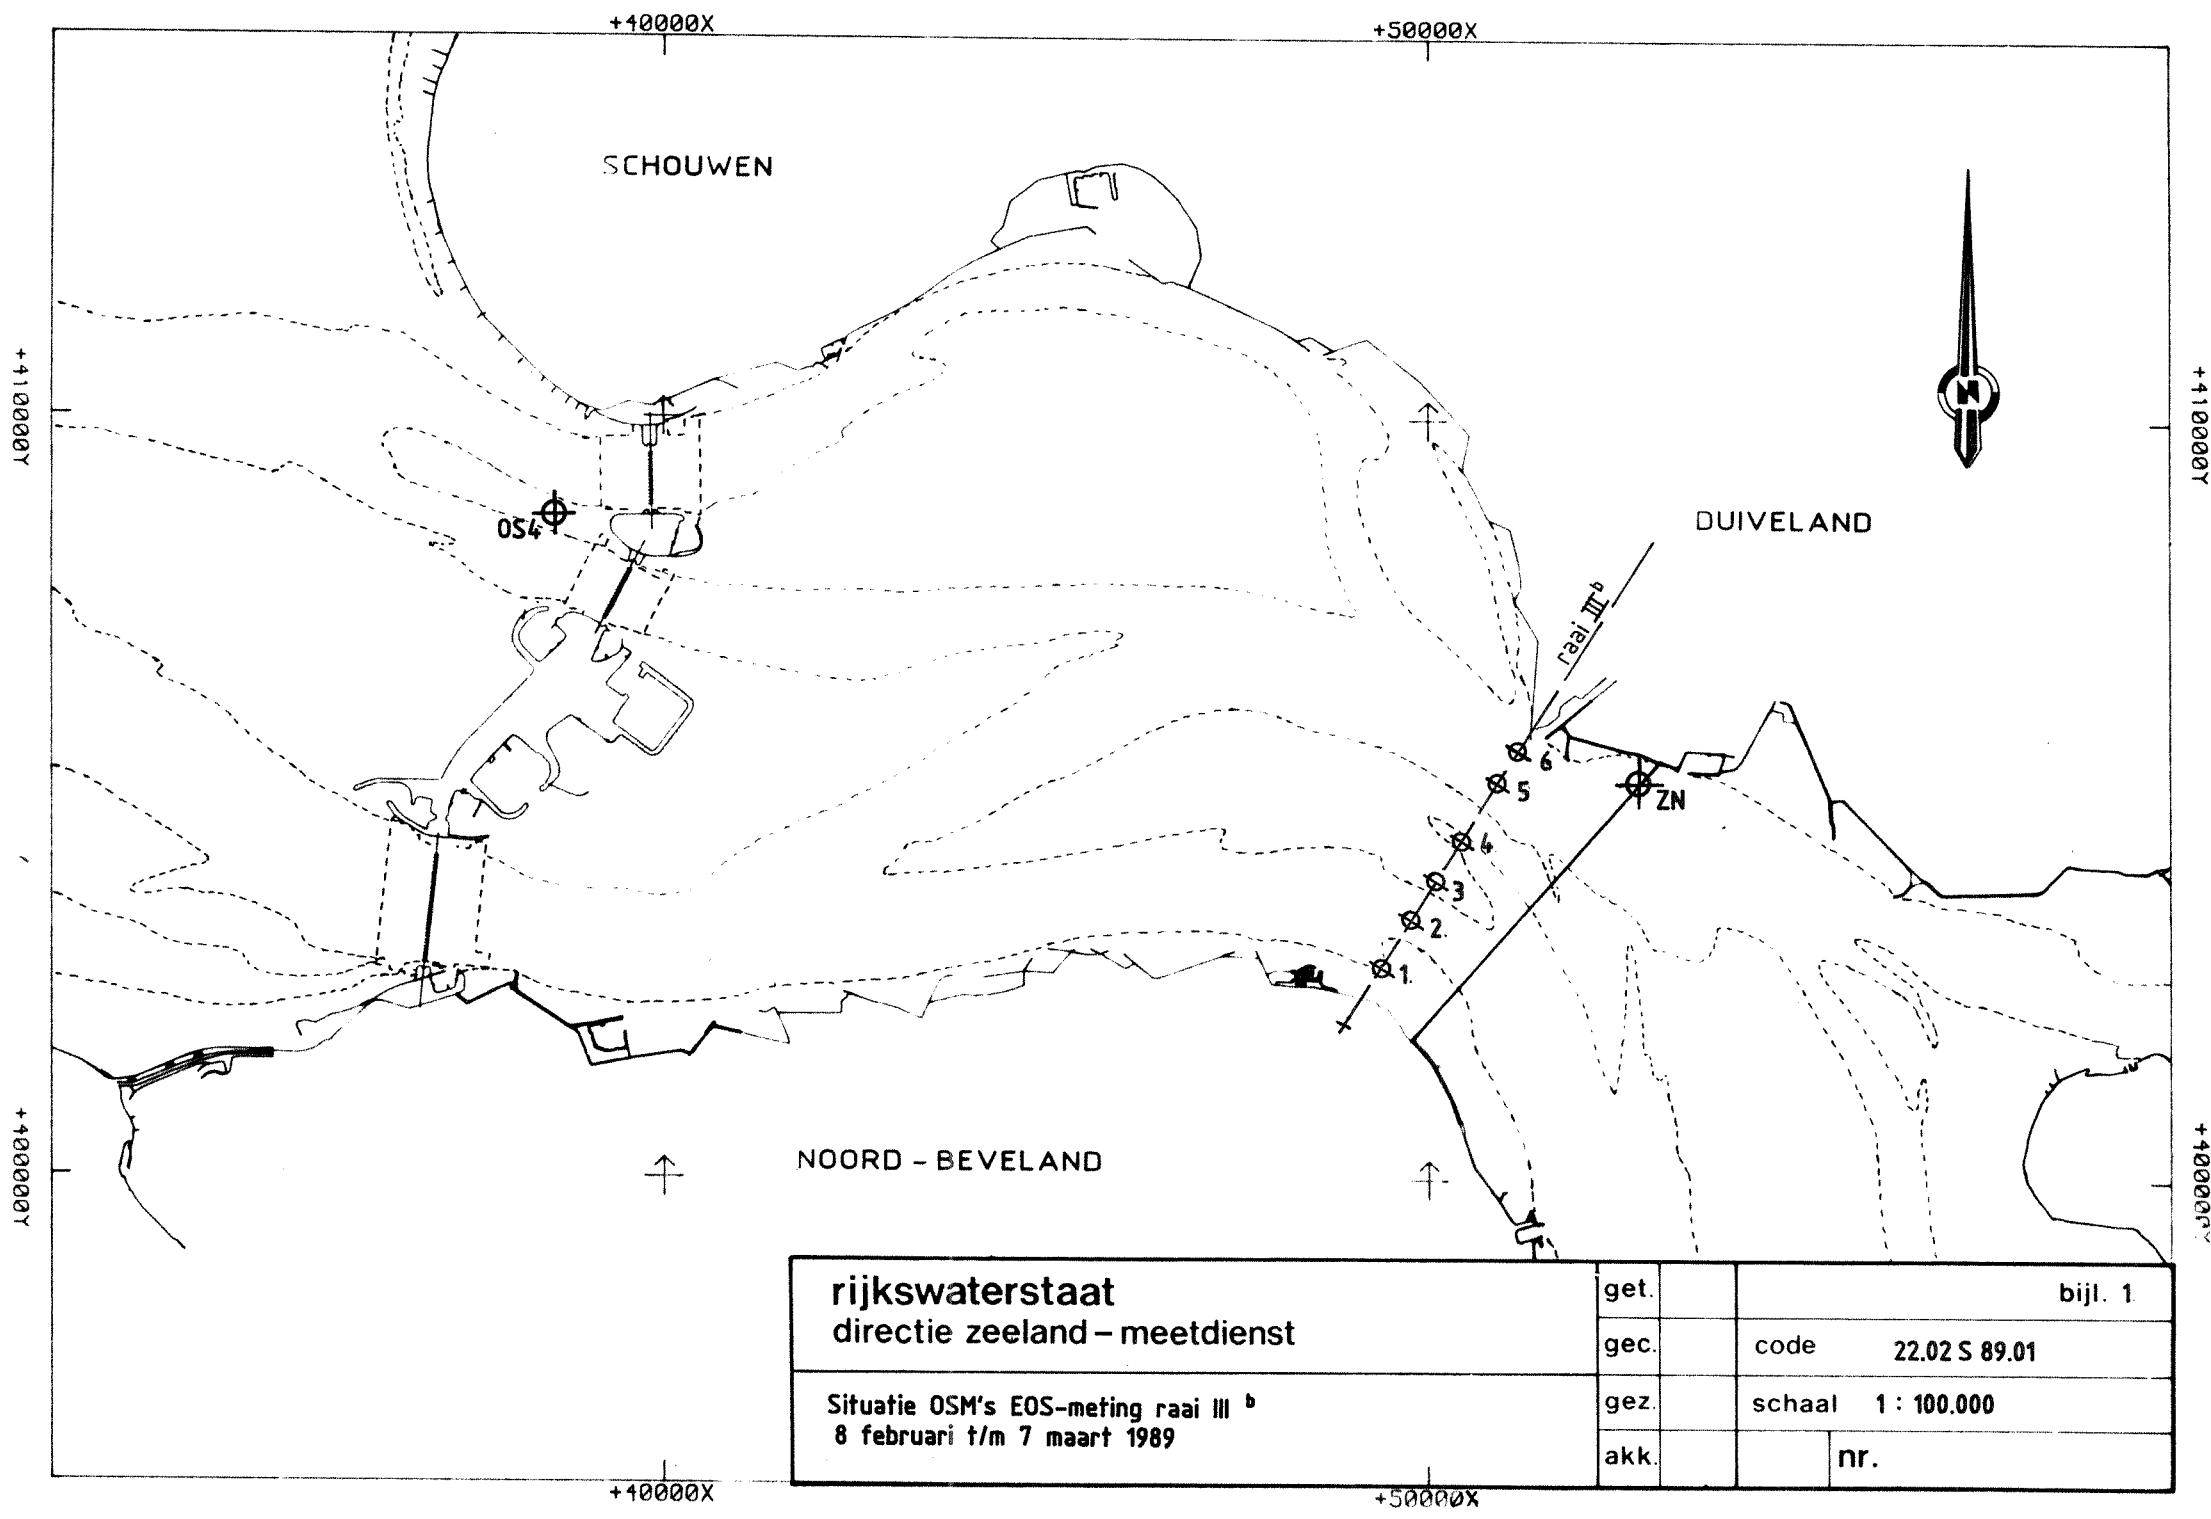 +40000X
+50000X
SCHOUWEN
+410000Y
+410000Y
OS4
DUIVELAND
raai III b
6
5
ZN
4
3
2
1
+400000Y
NOORD - BEVELAND
rijkswaterstaat
directie zeeland - meetdienst
Situatie OSM's EOS-meting raai III b
8 februari t/m 7 maart 1989
get.
bijl. 1
gec.
code 22.02 S 89.01
gez.
schaal 1 : 100.000
akk.
nr.
+40000X
+50000X